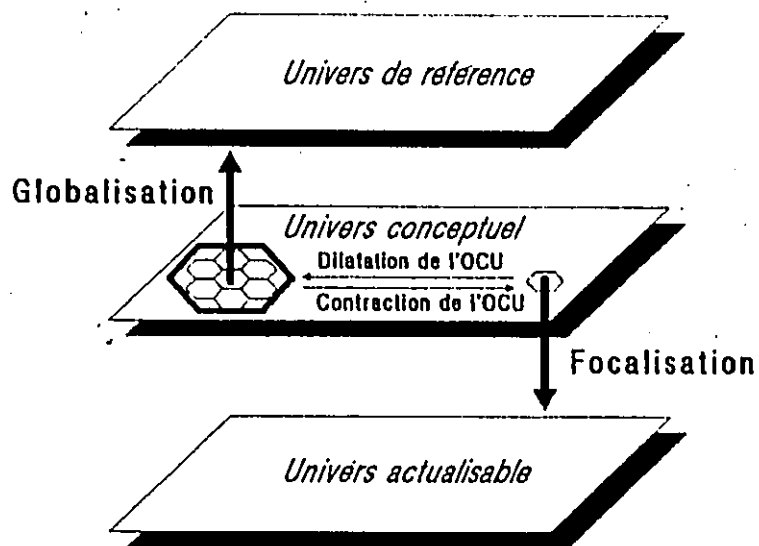 Univers de référence
Globalisation
Univers conceptuel
Dilatation de l'OCU
Contraction de l'OCU
Focalisation
Univers actualisable